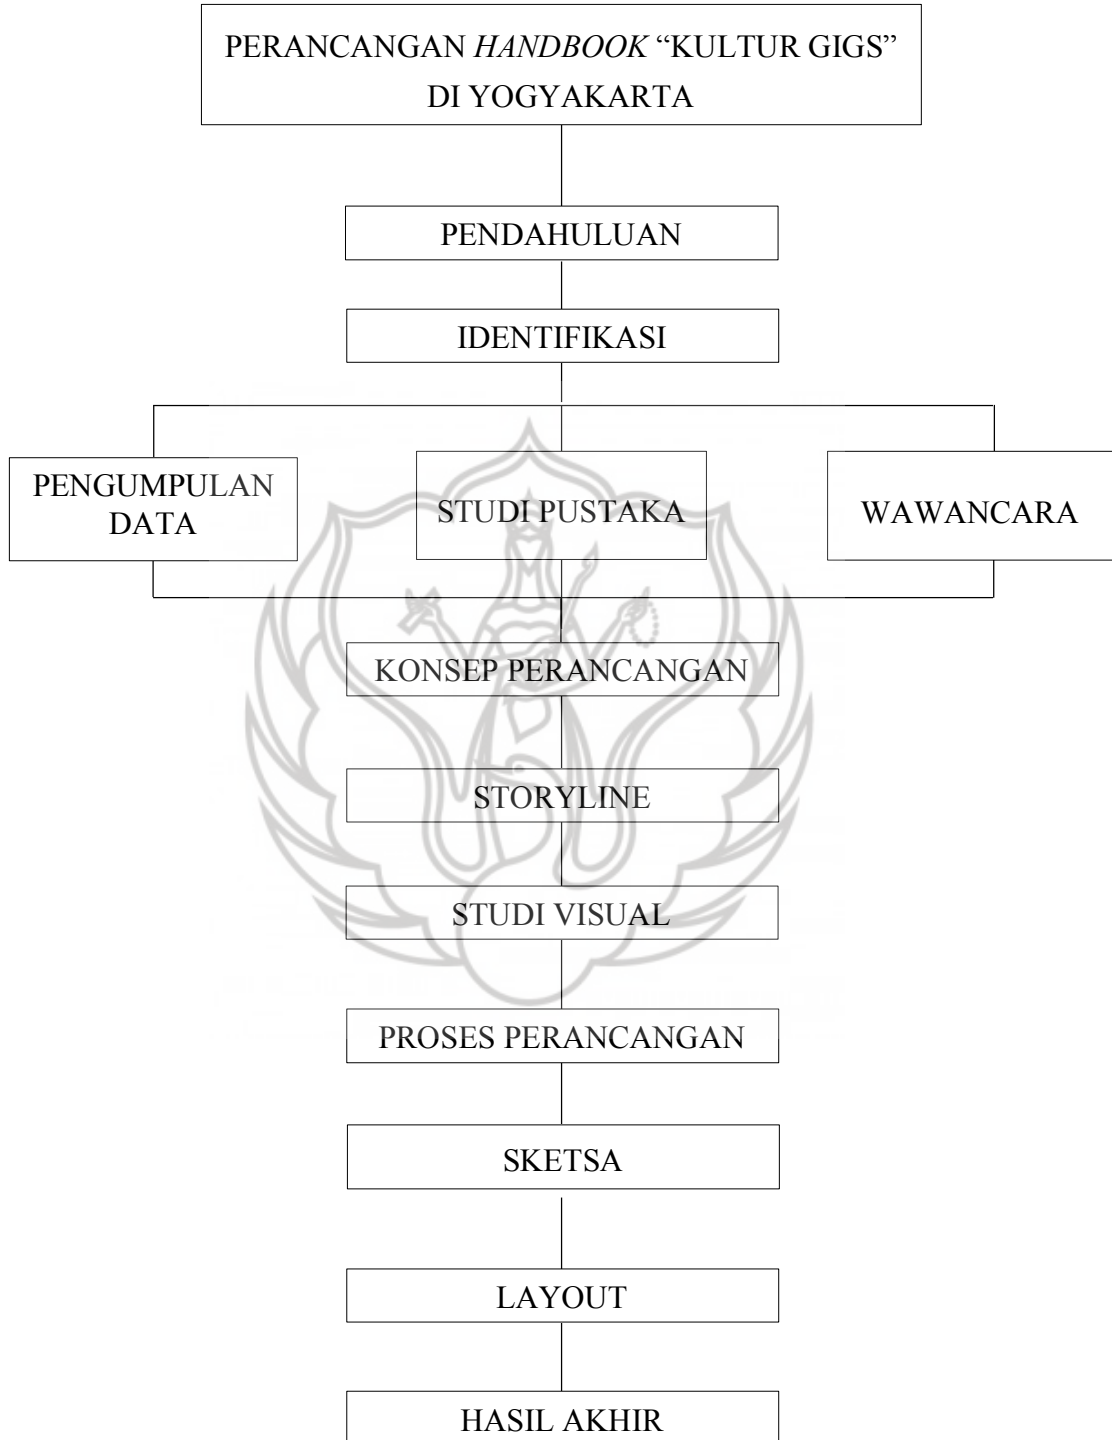 PERANCANGAN HANDBOOK “KULTUR GIGS”
DI YOGYAKARTA
PENDAHULUAN
IDENTIFIKASI
PENGUMPULAN
DATA
STUDI PUSTAKA
WAWANCARA
KONSEP PERANCANGAN
STORYLINE
STUDI VISUAL
PROSES PERANCANGAN
SKETSA
LAYOUT
HASIL AKHIR